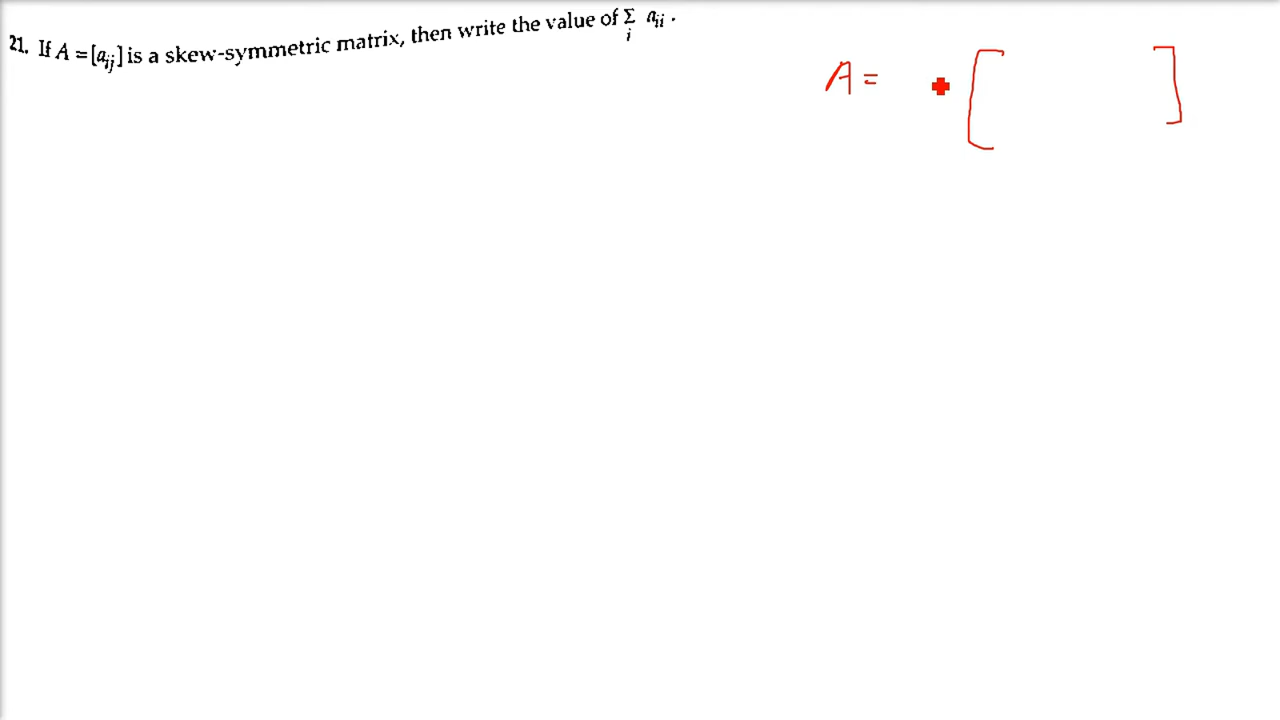 21. If A = [aᵢⱼ] is a skew-symmetric matrix, then write the value of Σᵢ aᵢᵢ .
A = [ ]